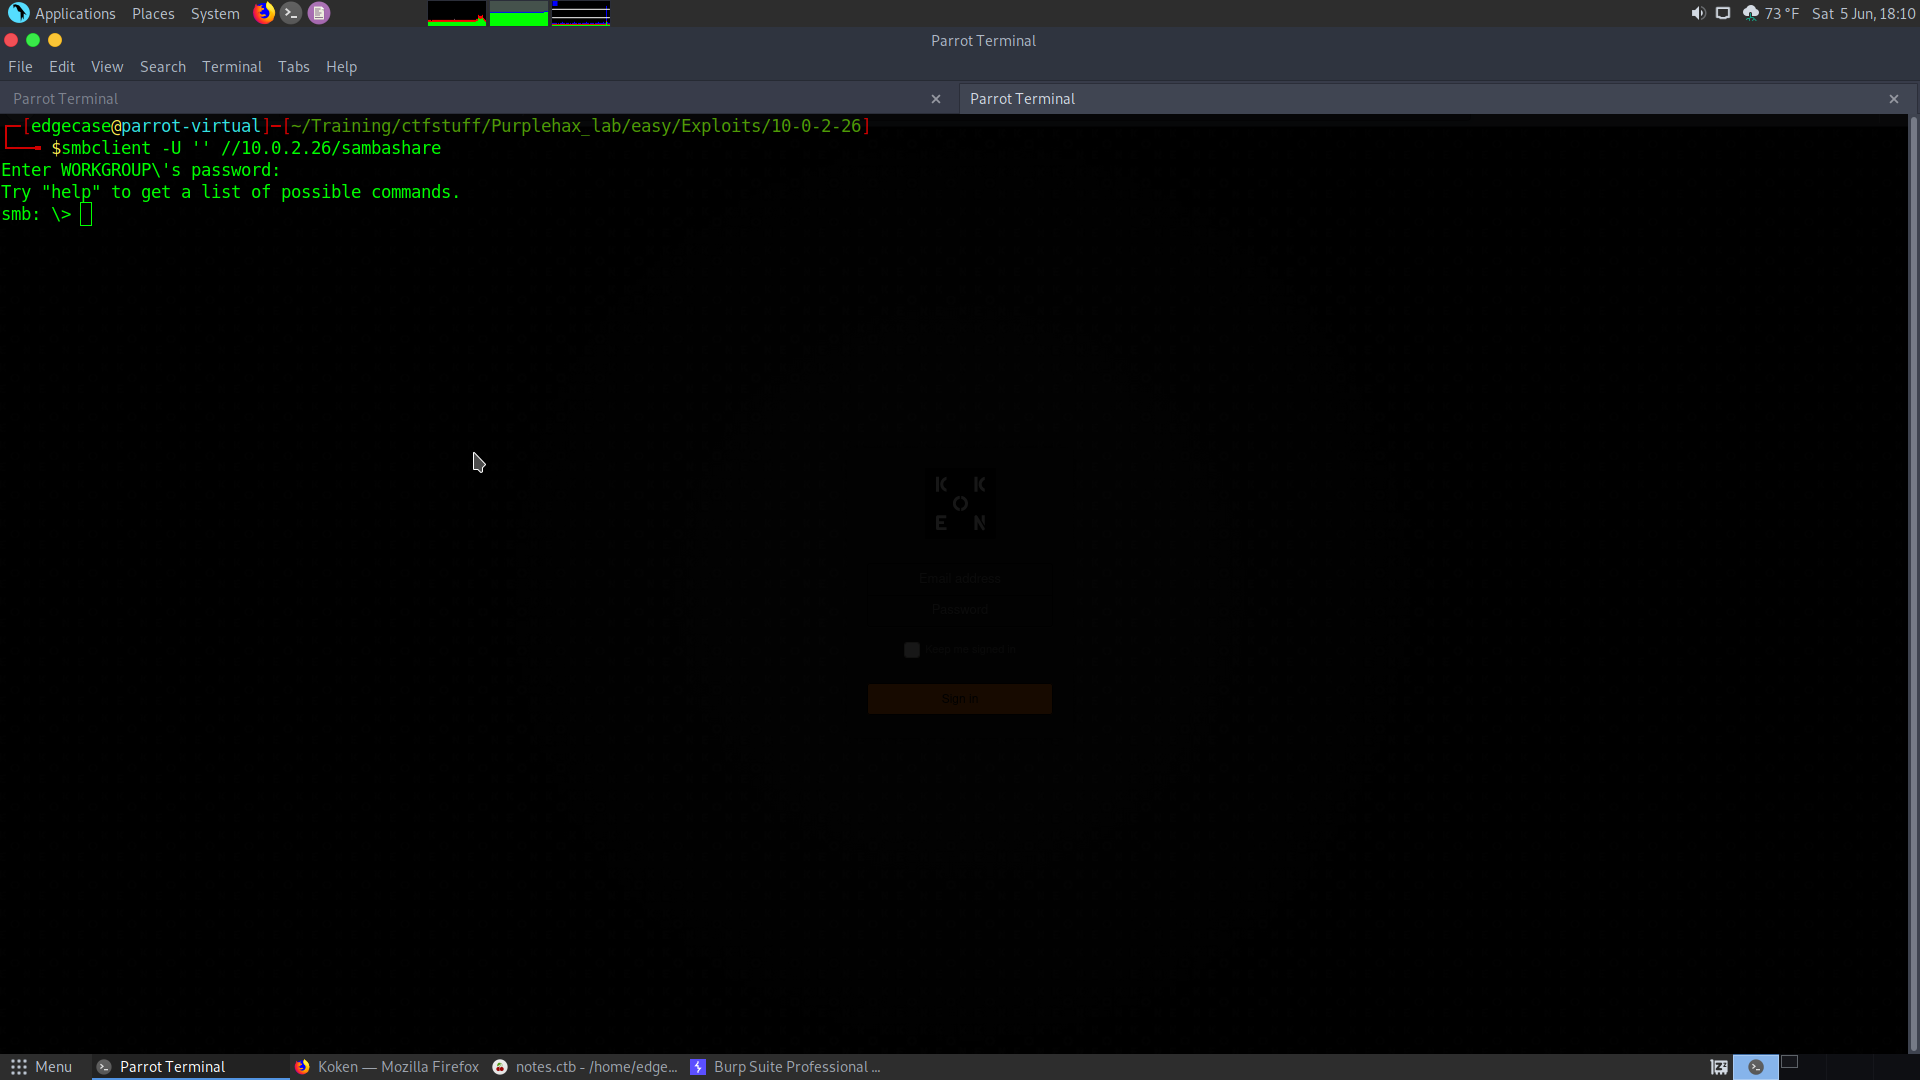 Applications Places System
73 °F Sat 5 Jun, 18:10
Parrot Terminal
File Edit View Search Terminal Tabs Help
Parrot Terminal
Parrot Terminal
[edgecase@parrot-virtual]─[~/Training/ctfstuff/Purplehax_lab/easy/Exploits/10-0-2-26]
$smbclient -U '' //10.0.2.26/sambashare
Enter WORKGROUP\'s password:
Try "help" to get a list of possible commands.
smb: \>
K K
O
E N
Email address
Password
Keep me signed in
Sign in
Menu Parrot Terminal Koken — Mozilla Firefox notes.ctb - /home/edge... Burp Suite Professional ...